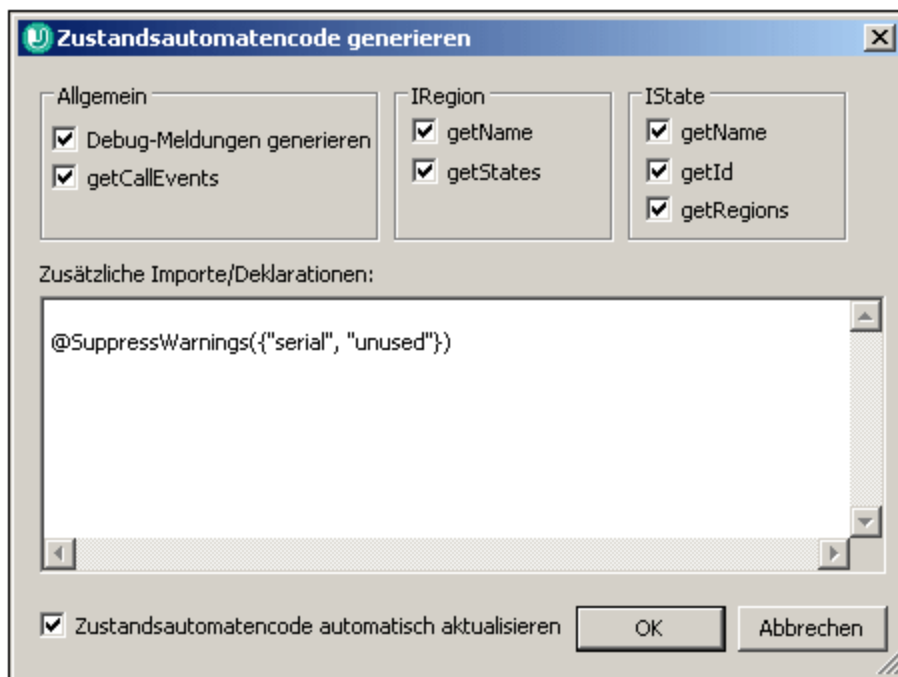 Zustandsautomatencode generieren
Allgemein
Debug-Meldungen generieren
getCallEvents
IRegion
getName
getStates
IState
getName
getId
getRegions
Zusätzliche Importe/Deklarationen:
@SuppressWarnings({"serial", "unused"})
Zustandsautomatencode automatisch aktualisieren
OK
Abbrechen